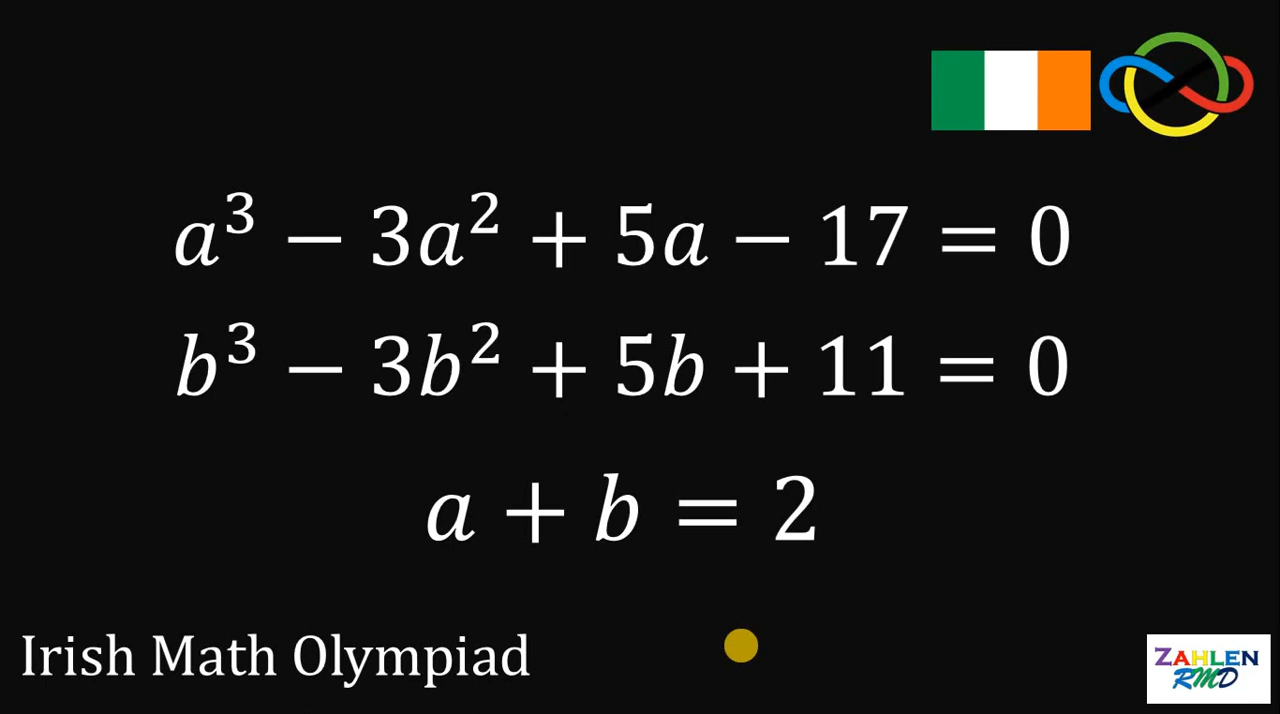 a³ − 3a² + 5a − 17 = 0
b³ − 3b² + 5b + 11 = 0
a + b = 2
Irish Math Olympiad
ZAHLEN
RMD